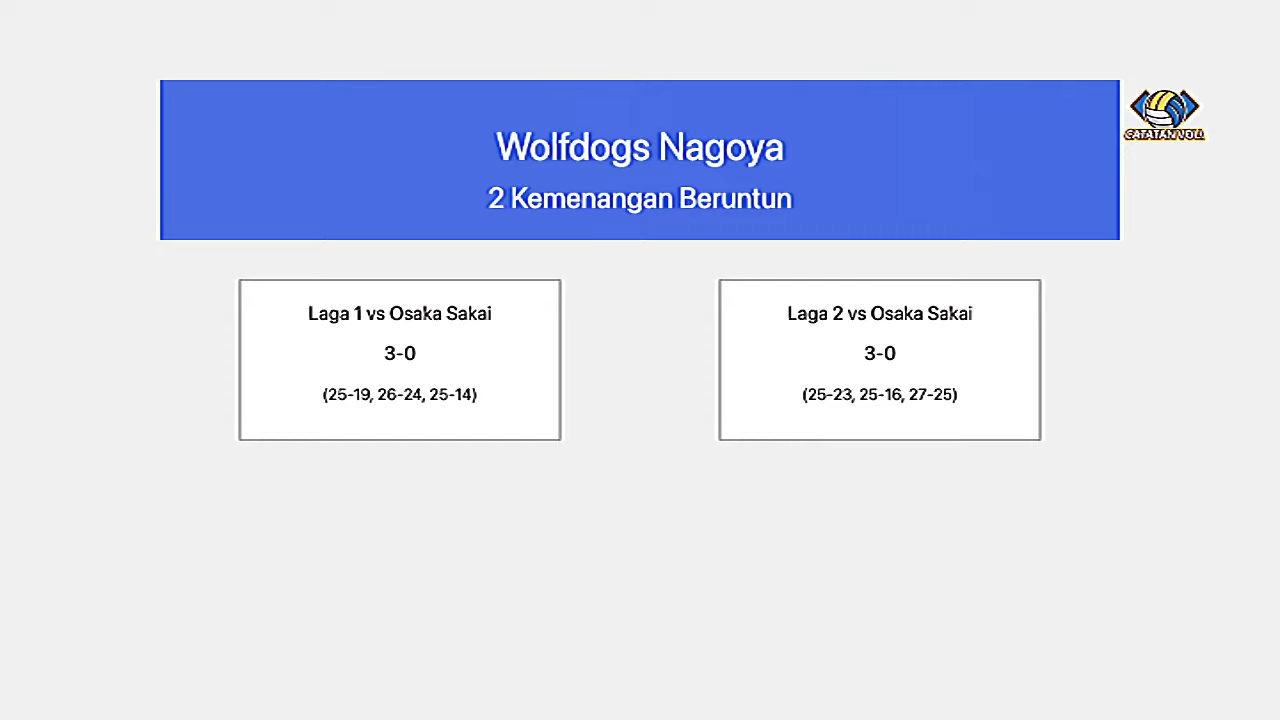 Wolfdogs Nagoya
2 Kemenangan Beruntun
CATATAN VOLI
Laga 1 vs Osaka Sakai
3-0
(25-19, 26-24, 25-14)
Laga 2 vs Osaka Sakai
3-0
(25-23, 25-16, 27-25)